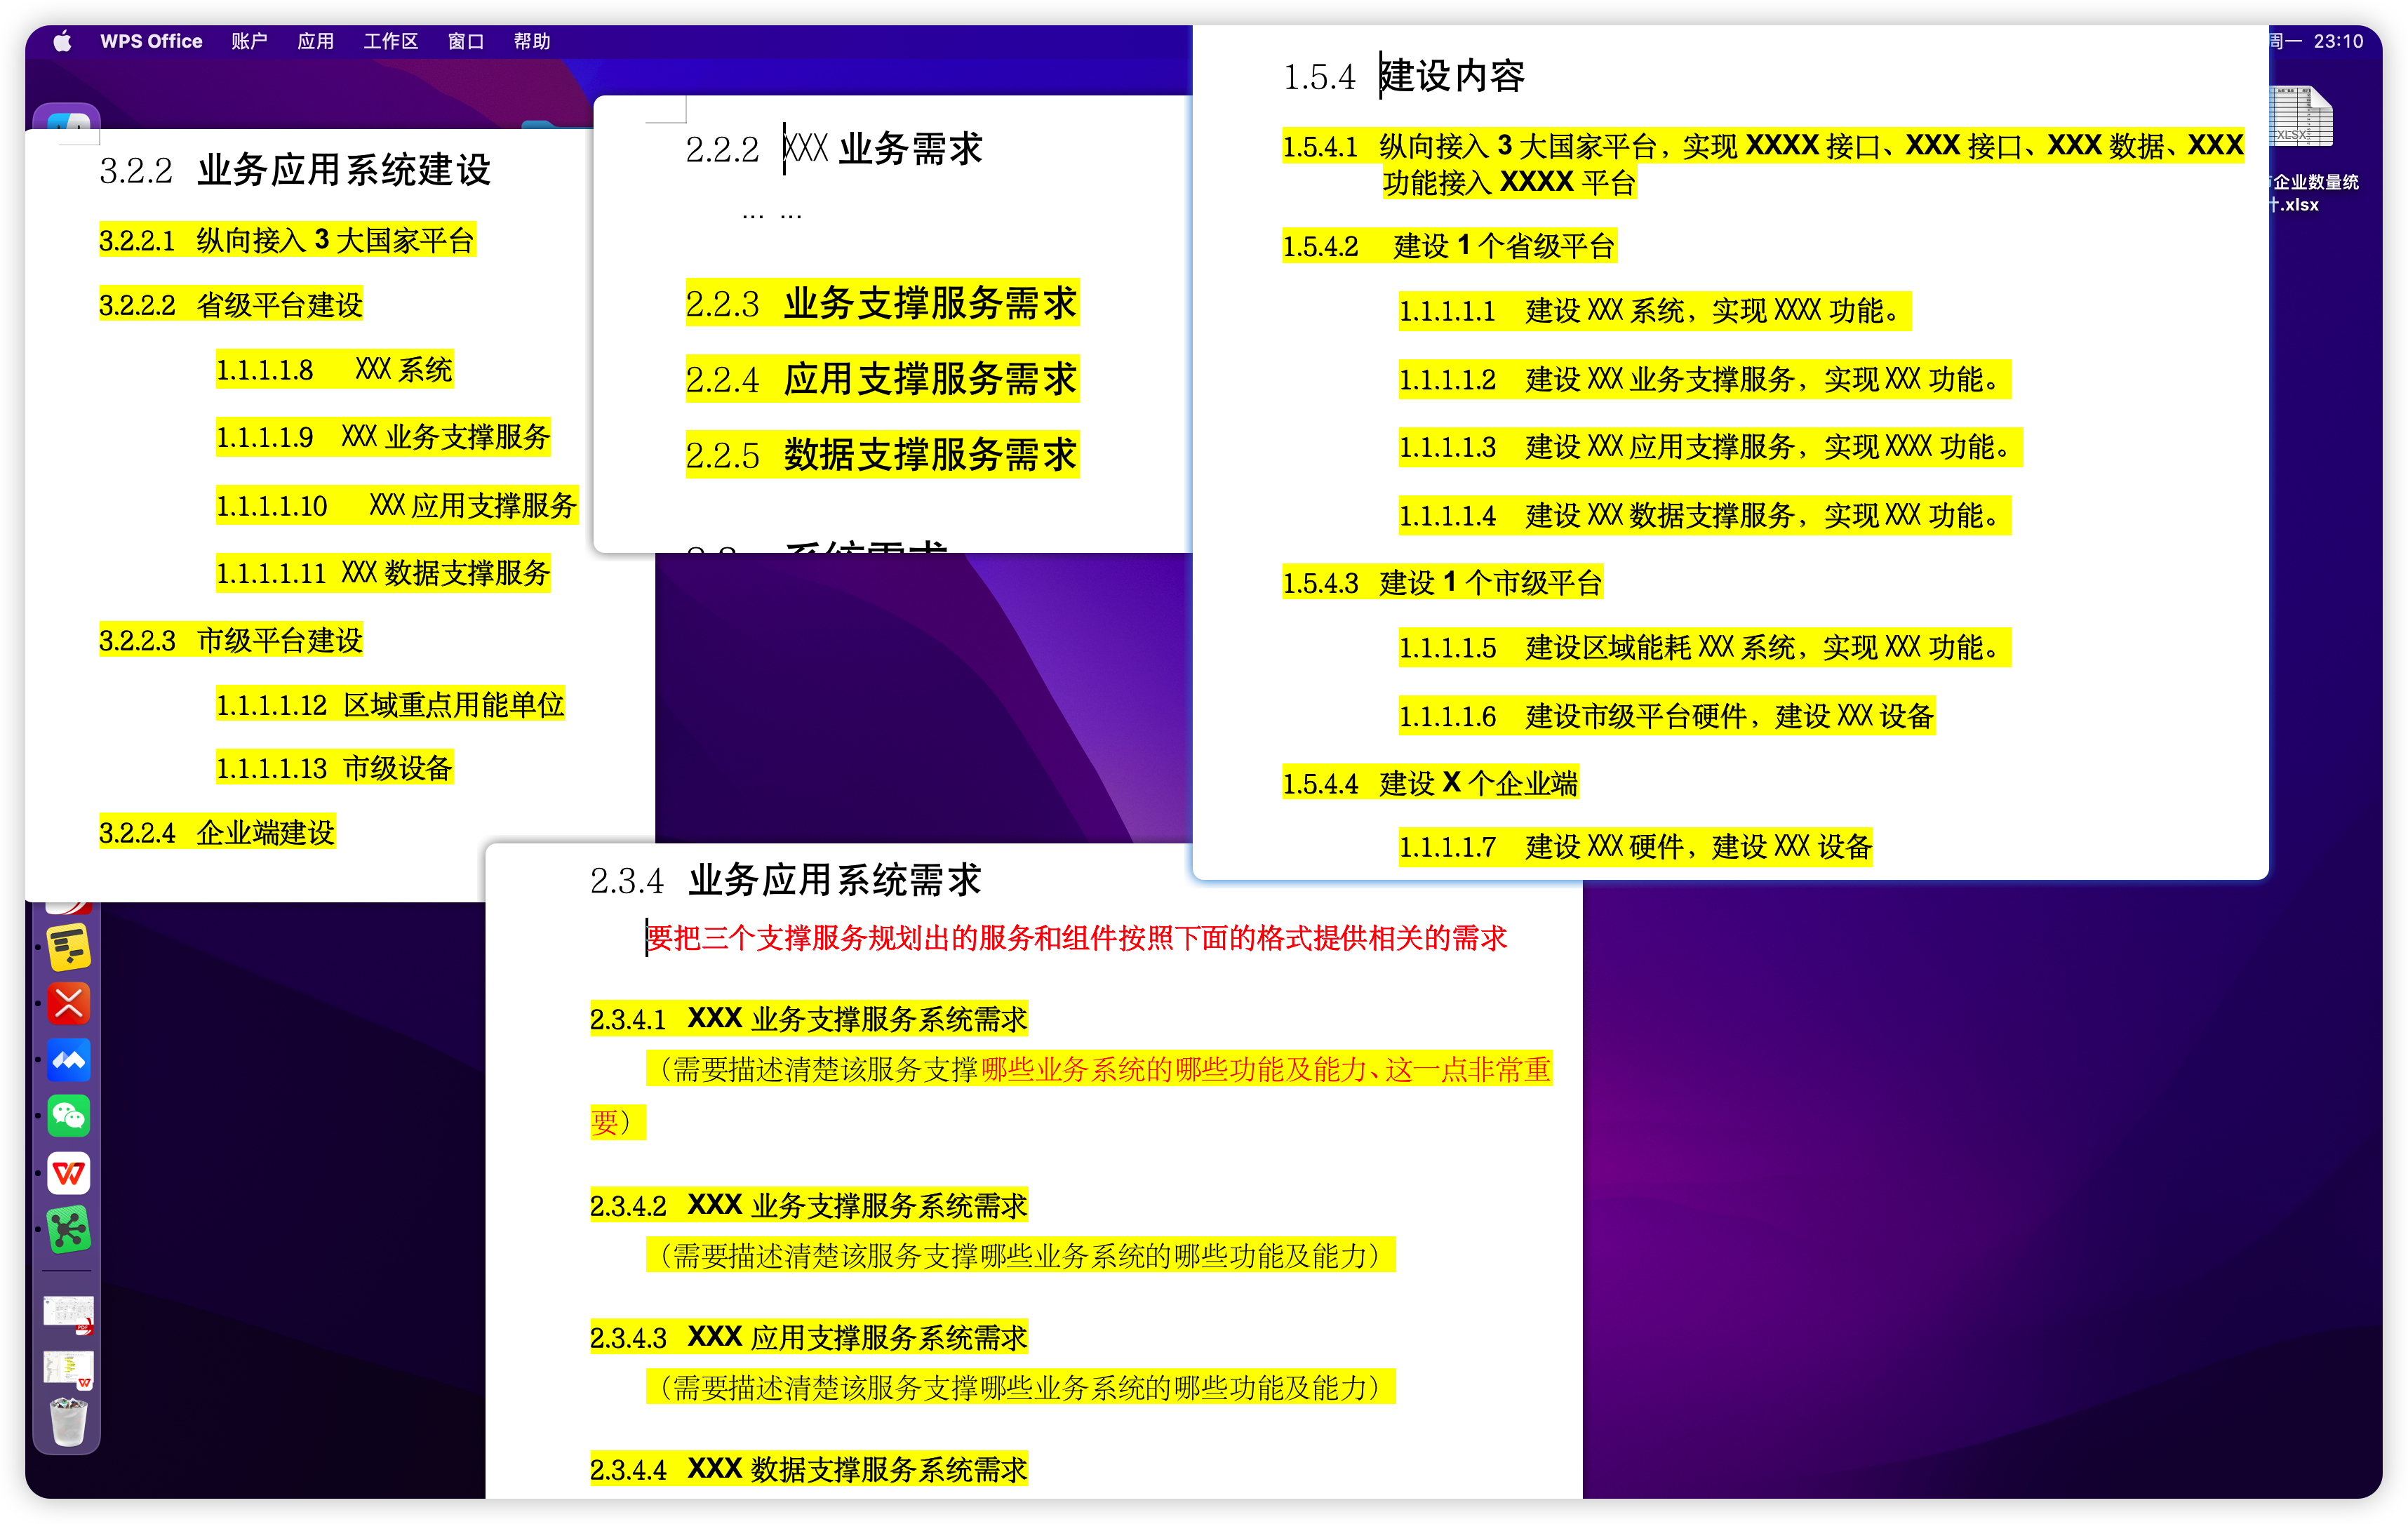 WPS Office 账户 应用 工作区 窗口 帮助
周一 23:10
企业数量统
.xlsx
XLSX
3.2.2 业务应用系统建设
3.2.2.1 纵向接入 3 大国家平台
3.2.2.2 省级平台建设
1.1.1.1.8 XXX 系统
1.1.1.1.9 XXX 业务支撑服务
1.1.1.1.10 XXX 应用支撑服务
1.1.1.1.11 XXX 数据支撑服务
3.2.2.3 市级平台建设
1.1.1.1.12 区域重点用能单位
1.1.1.1.13 市级设备
3.2.2.4 企业端建设
2.2.2 XXX 业务需求
… …
2.2.3 业务支撑服务需求
2.2.4 应用支撑服务需求
2.2.5 数据支撑服务需求
系统需求
1.5.4 建设内容
1.5.4.1 纵向接入 3 大国家平台，实现 XXXX 接口、XXX 接口、XXX 数据、XXX
功能接入 XXXX 平台
1.5.4.2 建设 1 个省级平台
1.1.1.1.1 建设 XXX 系统，实现 XXXX 功能。
1.1.1.1.2 建设 XXX 业务支撑服务，实现 XXX 功能。
1.1.1.1.3 建设 XXX 应用支撑服务，实现 XXXX 功能。
1.1.1.1.4 建设 XXX 数据支撑服务，实现 XXX 功能。
1.5.4.3 建设 1 个市级平台
1.1.1.1.5 建设区域能耗 XXX 系统，实现 XXX 功能。
1.1.1.1.6 建设市级平台硬件，建设 XXX 设备
1.5.4.4 建设 X 个企业端
1.1.1.1.7 建设 XXX 硬件，建设 XXX 设备
2.3.4 业务应用系统需求
要把三个支撑服务规划出的服务和组件按照下面的格式提供相关的需求
2.3.4.1 XXX 业务支撑服务系统需求
（需要描述清楚该服务支撑哪些业务系统的哪些功能及能力、这一点非常重
要）
2.3.4.2 XXX 业务支撑服务系统需求
（需要描述清楚该服务支撑哪些业务系统的哪些功能及能力）
2.3.4.3 XXX 应用支撑服务系统需求
（需要描述清楚该服务支撑哪些业务系统的哪些功能及能力）
2.3.4.4 XXX 数据支撑服务系统需求